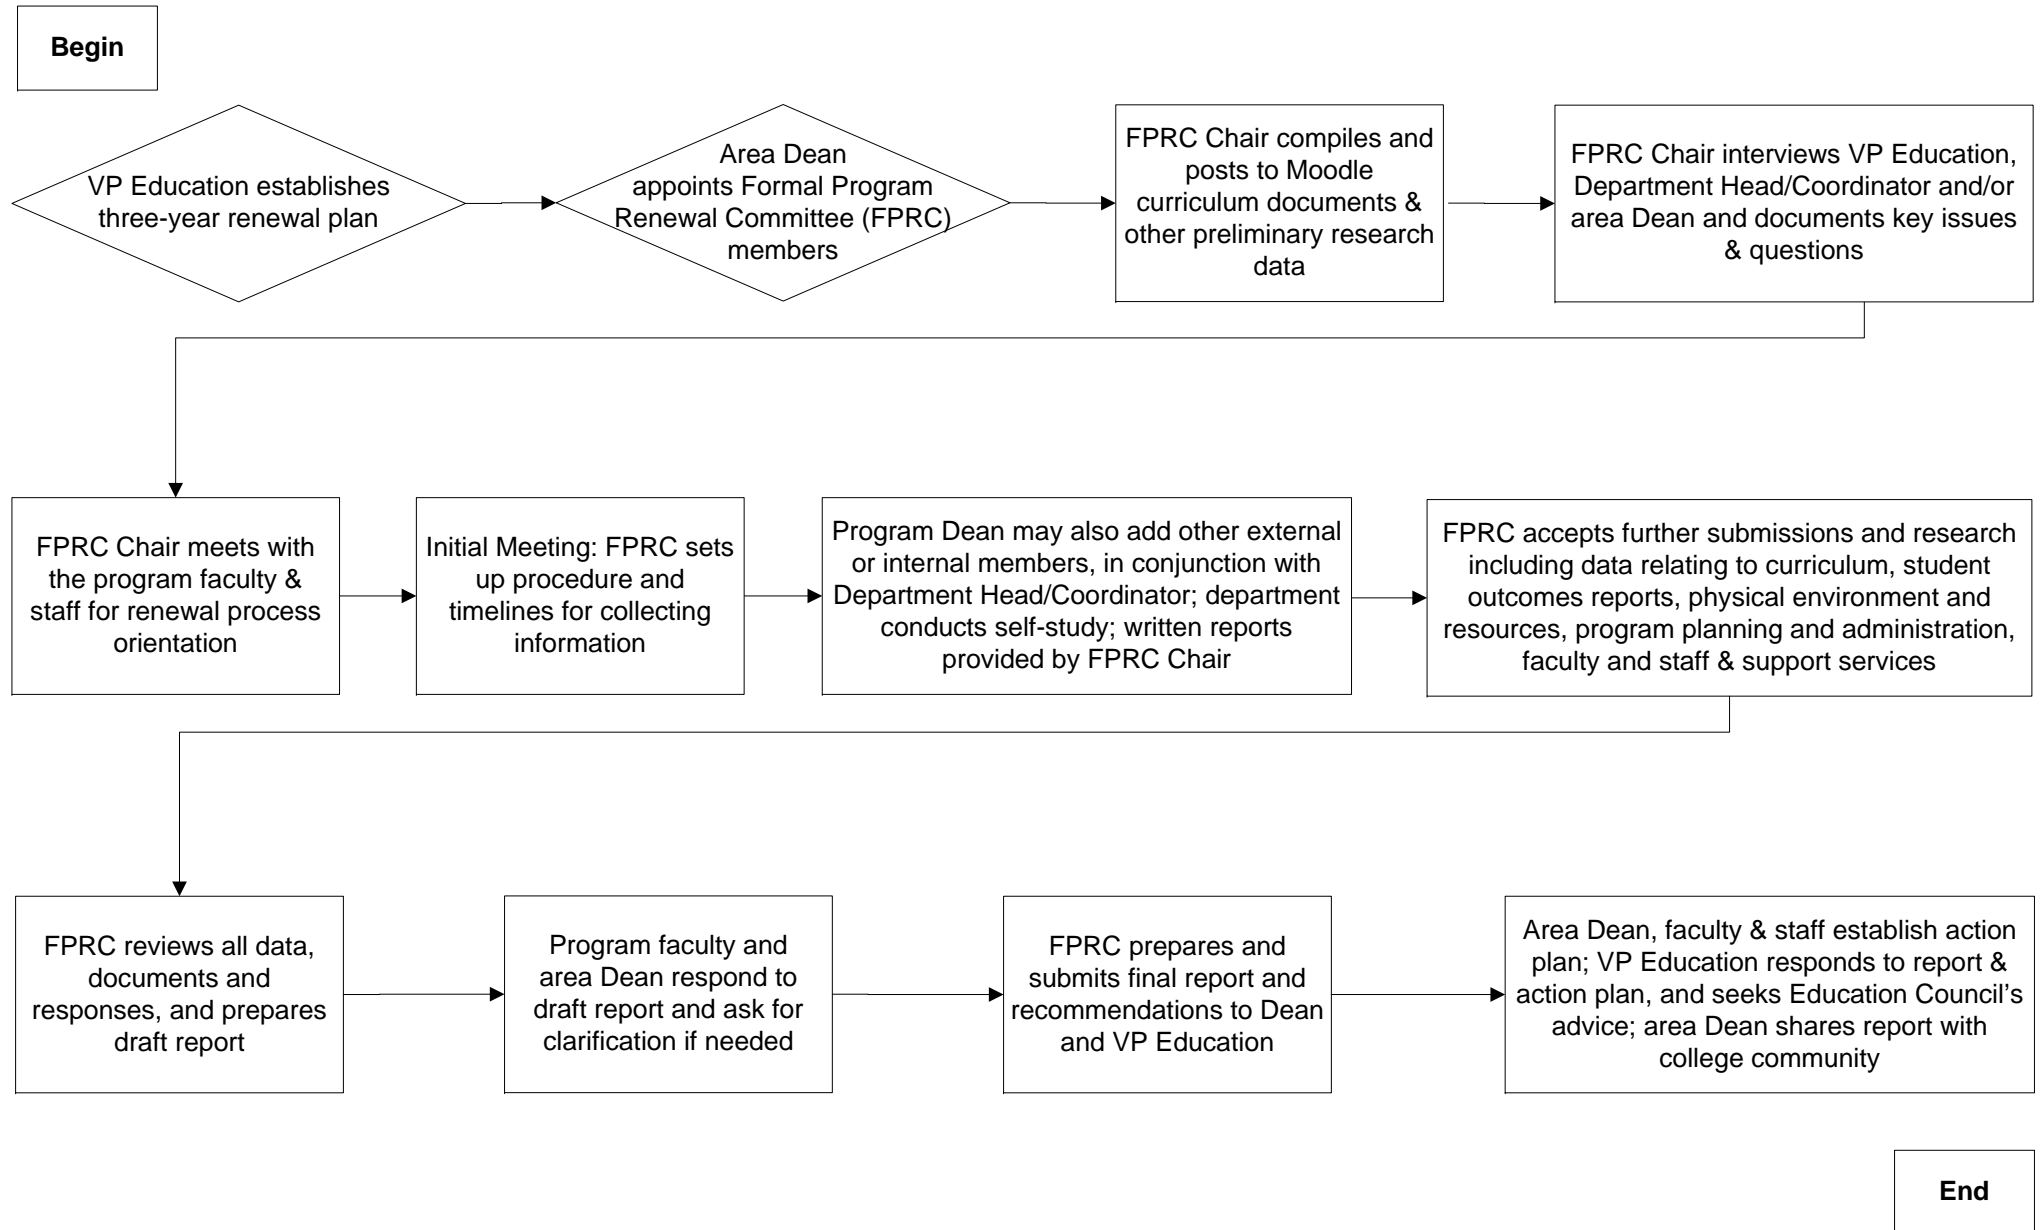 Begin
VP Education establishes
three-year renewal plan
Area Dean
appoints Formal Program
Renewal Committee (FPRC)
members
FPRC Chair compiles and
posts to Moodle
curriculum documents &
other preliminary research
data
FPRC Chair interviews VP Education,
Department Head/Coordinator and/or
area Dean and documents key issues
& questions
FPRC Chair meets with
the program faculty &
staff for renewal process
orientation
Initial Meeting: FPRC sets
up procedure and
timelines for collecting
information
Program Dean may also add other external
or internal members, in conjunction with
Department Head/Coordinator; department
conducts self-study; written reports
provided by FPRC Chair
FPRC accepts further submissions and research
including data relating to curriculum, student
outcomes reports, physical environment and
resources, program planning and administration,
faculty and staff & support services
FPRC reviews all data,
documents and
responses, and prepares
draft report
Program faculty and
area Dean respond to
draft report and ask for
clarification if needed
FPRC prepares and
submits final report and
recommendations to Dean
and VP Education
Area Dean, faculty & staff establish action
plan; VP Education responds to report &
action plan, and seeks Education Council’s
advice; area Dean shares report with
college community
End